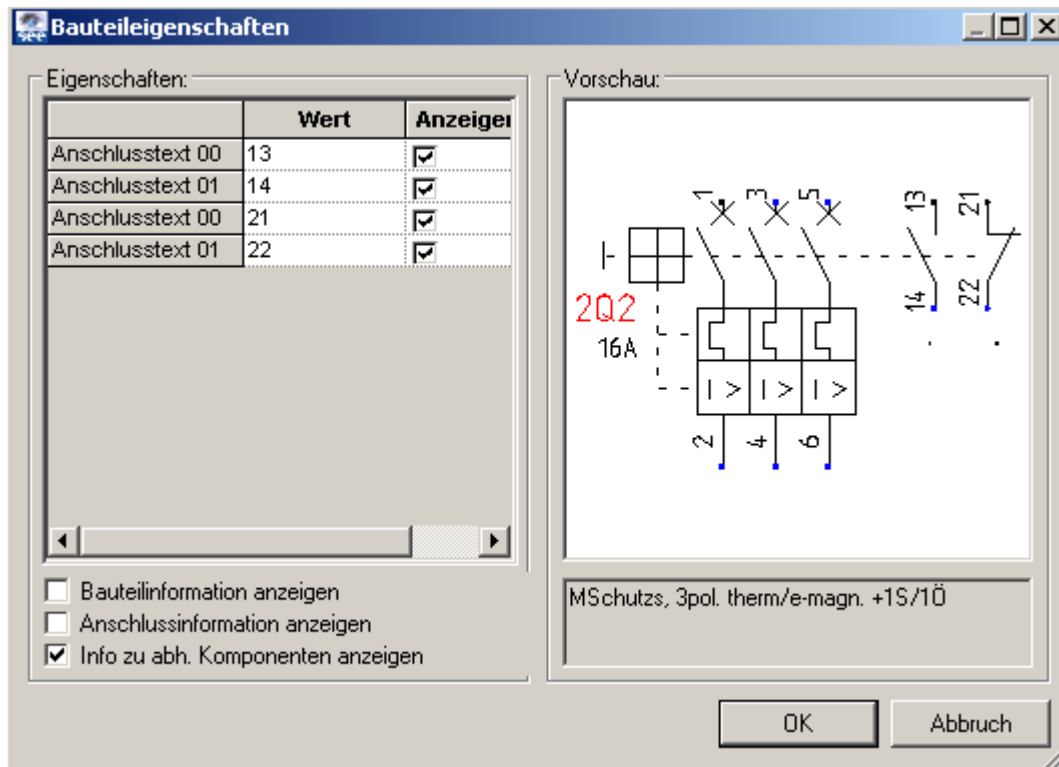 see Bauteileigenschaften
Eigenschaften:
Wert Anzeigen
Anschlusstext 00 13
Anschlusstext 01 14
Anschlusstext 00 21
Anschlusstext 01 22
Bauteilinformation anzeigen
Anschlussinformation anzeigen
Info zu abh. Komponenten anzeigen
Vorschau:
1 3 5 13 21
2Q2
16A
14 22
I > I > I >
2 4 6
MSchutzs, 3pol. therm/e-magn. +1S/1Ö
OK Abbruch